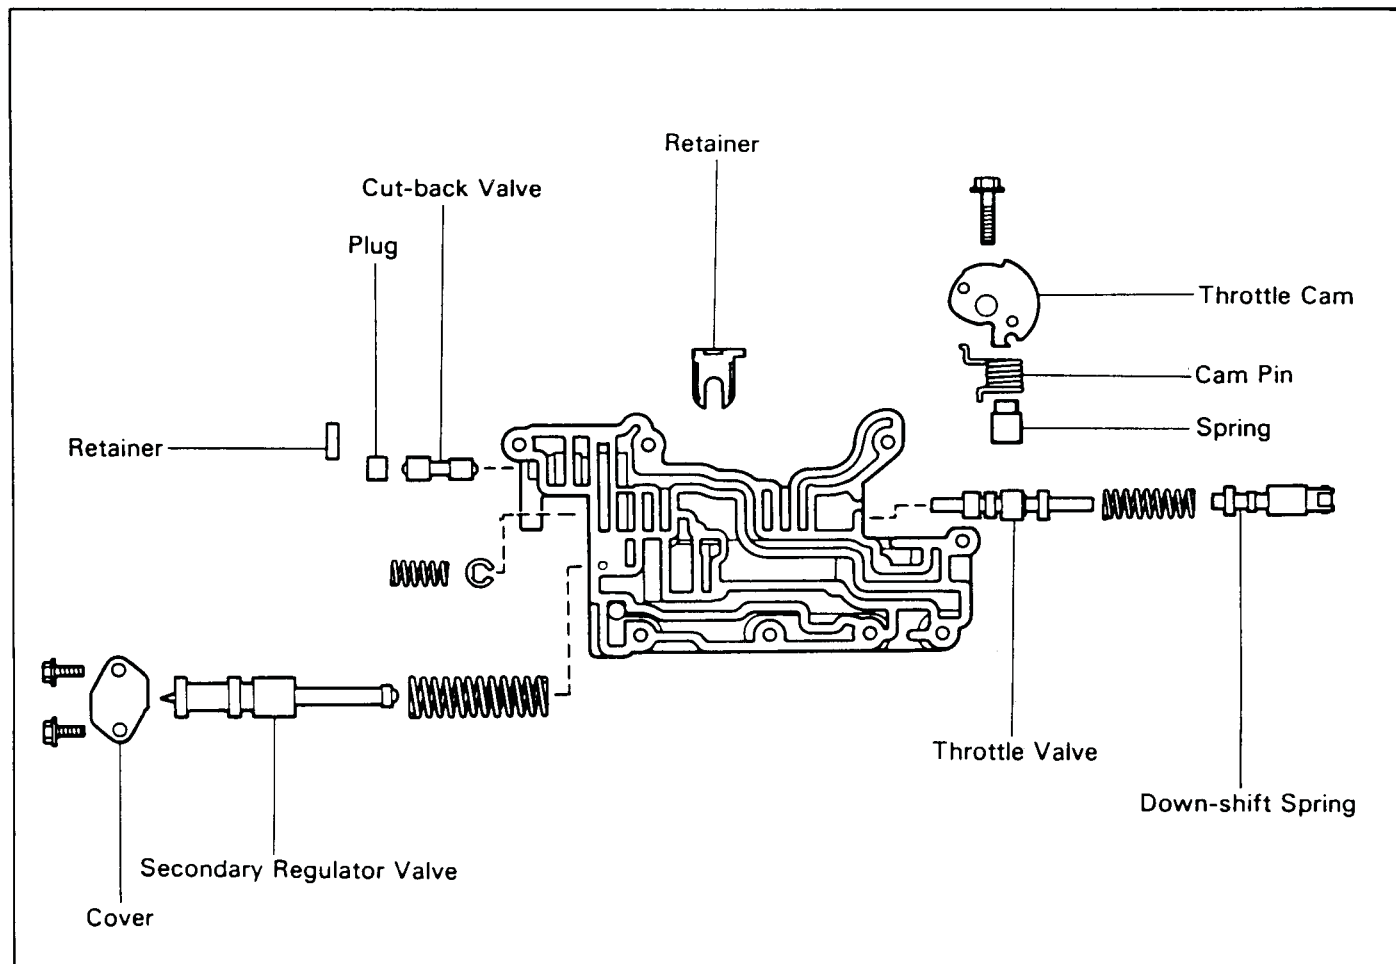 Retainer
Cut-back Valve
Plug
Throttle Cam
Cam Pin
Spring
Retainer
Throttle Valve
Down-shift Spring
Secondary Regulator Valve
Cover